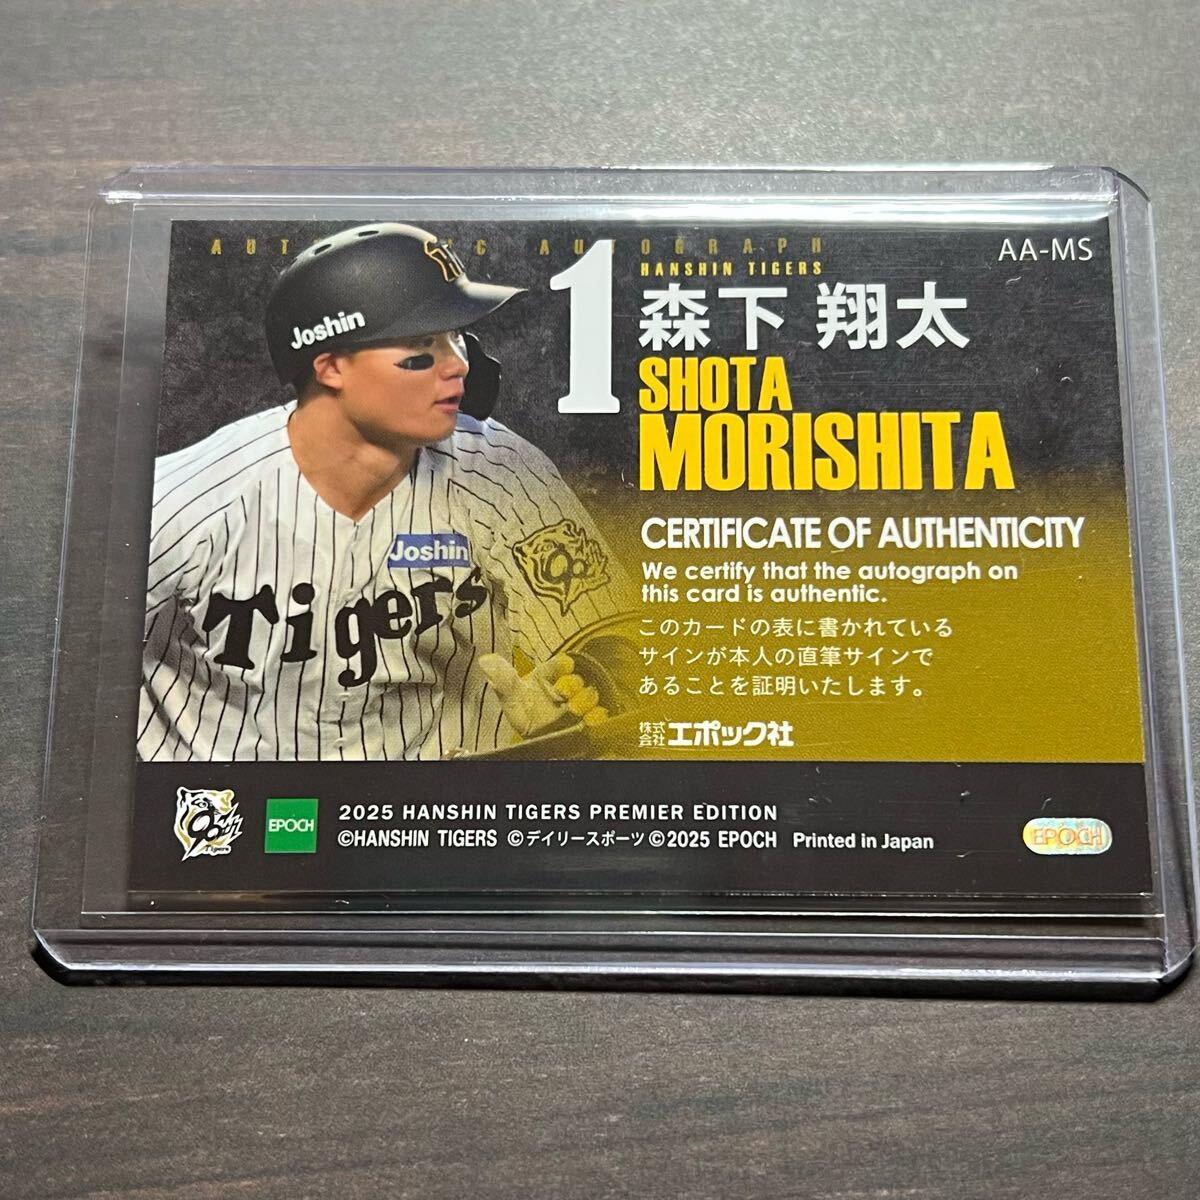 AUTHENTIC AUTOGRAPH
AA-MS
1
HANSHIN TIGERS
森下 翔太
SHOTA
MORISHITA
Joshin
Joshin
Tigers
CERTIFICATE OF AUTHENTICITY
We certify that the autograph on
this card is authentic.
このカードの表に書かれている
サインが本人の直筆サインで
あることを証明いたします。
株式会社エポック社
Tigers
EPOCH
2025 HANSHIN TIGERS PREMIER EDITION
©HANSHIN TIGERS ©デイリースポーツ ©2025 EPOCH Printed in Japan
EPOCH